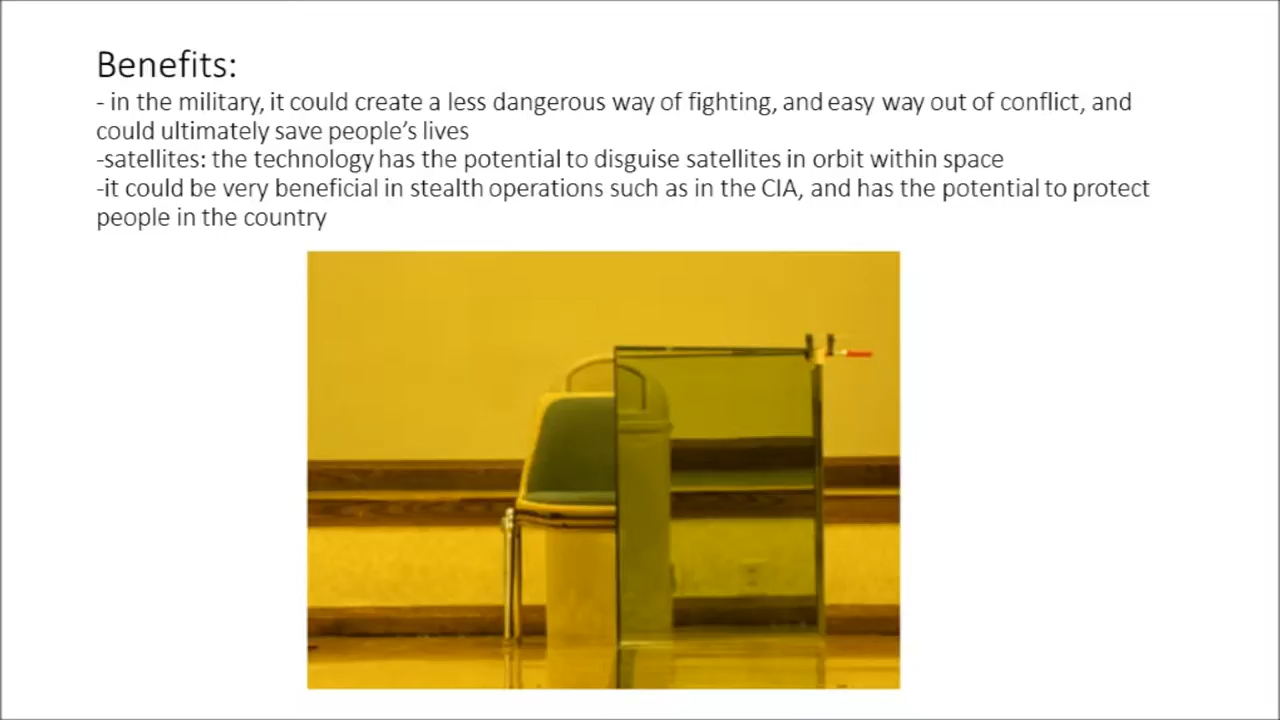 Benefits:
- in the military, it could create a less dangerous way of fighting, and easy way out of conflict, and
could ultimately save people's lives
-satellites: the technology has the potential to disguise satellites in orbit within space
-it could be very beneficial in stealth operations such as in the CIA, and has the potential to protect
people in the country